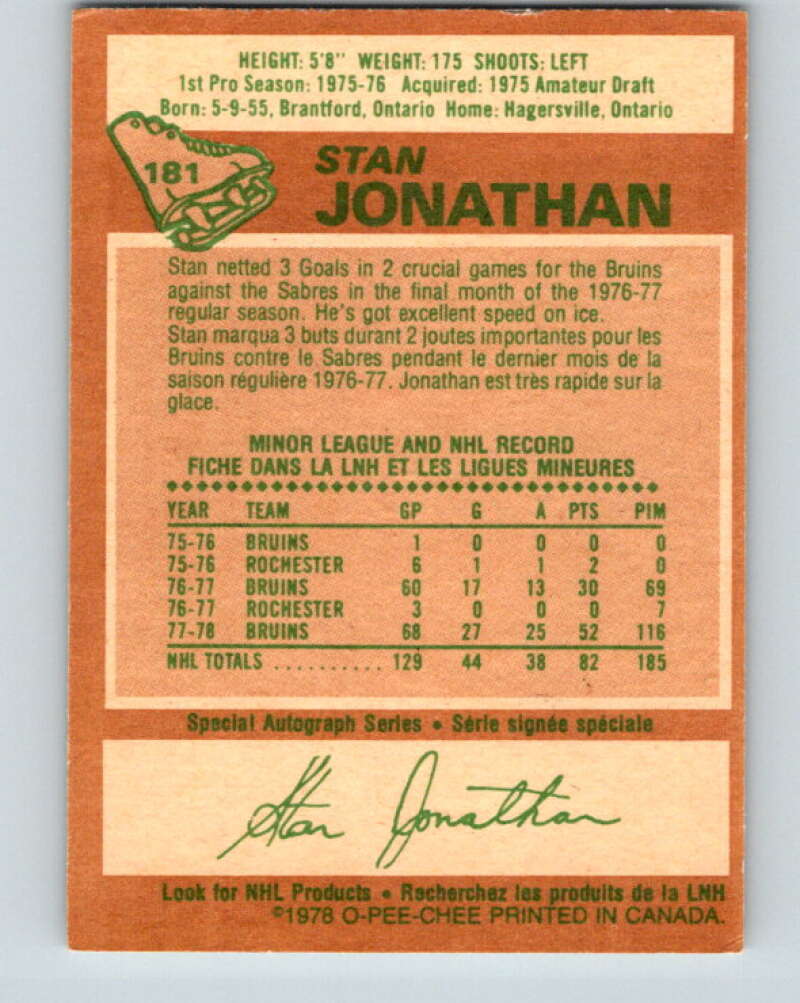 HEIGHT: 5'8" WEIGHT: 175 SHOOTS: LEFT
1st Pro Season: 1975-76 Acquired: 1975 Amateur Draft
Born: 5-9-55, Brantford, Ontario Home: Hagersville, Ontario
181
STAN
JONATHAN
Stan netted 3 Goals in 2 crucial games for the Bruins
against the Sabres in the final month of the 1976-77
regular season. He's got excellent speed on ice.
Stan marqua 3 buts durant 2 joutes importantes pour les
Bruins contre le Sabres pendant le dernier mois de la
saison régulière 1976-77. Jonathan est très rapide sur la
glace.
MINOR LEAGUE AND NHL RECORD
FICHE DANS LA LNH ET LES LIGUES MINEURES
YEAR TEAM GP G A PTS PIM
75-76 BRUINS 1 0 0 0 0
75-76 ROCHESTER 6 1 1 2 0
76-77 BRUINS 60 17 13 30 69
76-77 ROCHESTER 3 0 0 0 7
77-78 BRUINS 68 27 25 52 116
NHL TOTALS .......... 129 44 38 82 185
Special Autograph Series • Série signée spéciale
Stan Jonathan
Look for NHL Products • Recherchez les produits de la LNH
©1978 O-PEE-CHEE PRINTED IN CANADA.